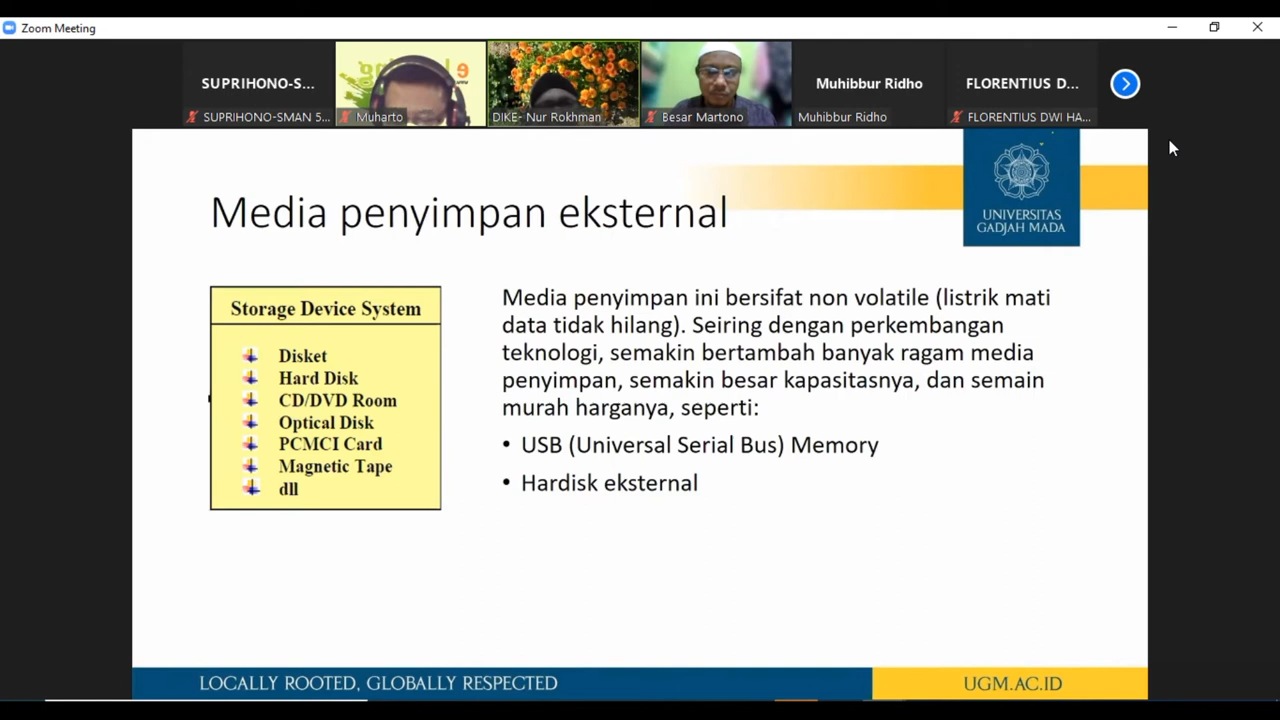 Zoom Meeting
SUPRIHONO-S...
Muhibbur Ridho
FLORENTIUS D...
SUPRIHONO-SMAN 5...
Muharto
DIKE- Nur Rokhman
Besar Martono
Muhibbur Ridho
FLORENTIUS DWI HA...
UNIVERSITAS
GADJAH MADA
Media penyimpan eksternal
Storage Device System
Disket
Hard Disk
CD/DVD Room
Optical Disk
PCMCI Card
Magnetic Tape
dll
Media penyimpan ini bersifat non volatile (listrik mati
data tidak hilang). Seiring dengan perkembangan
teknologi, semakin bertambah banyak ragam media
penyimpan, semakin besar kapasitasnya, dan semain
murah harganya, seperti:
• USB (Universal Serial Bus) Memory
• Hardisk eksternal
LOCALLY ROOTED, GLOBALLY RESPECTED
UGM.AC.ID